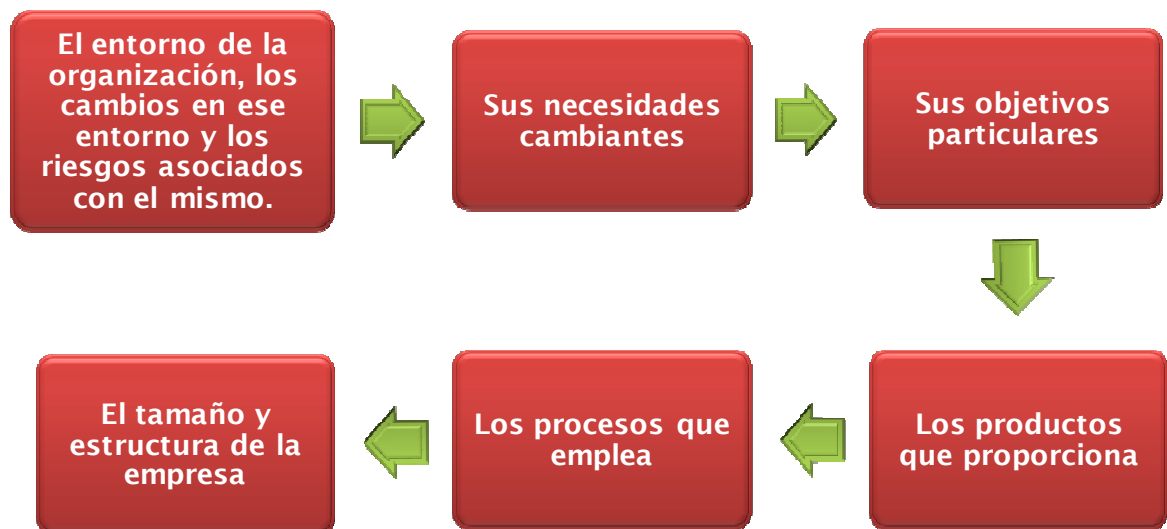 El entorno de la
organización, los
cambios en ese
entorno y los
riesgos asociados
con el mismo.
Sus necesidades
cambiantes
Sus objetivos
particulares
Los productos
que proporciona
Los procesos que
emplea
El tamaño y
estructura de la
empresa